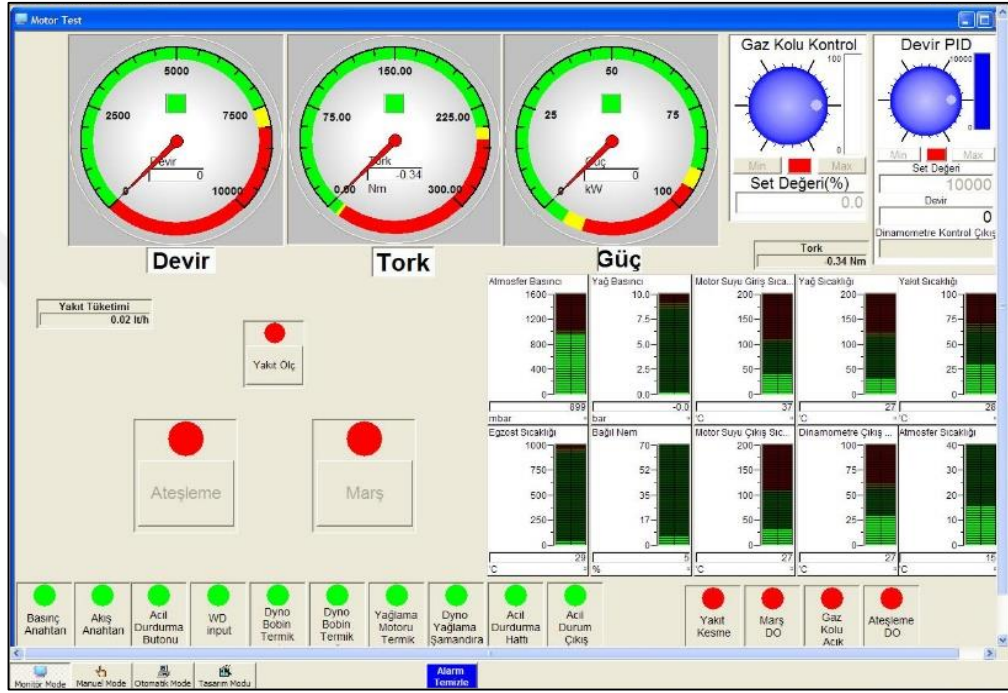 Motor Test
5000
2500
7500
0
10000
Devir
0
Devir
150.00
75.00
225.00
0.00
300.00
Tork
-0.34
Nm
Tork
50
25
75
0
100
Güç
0
kW
Güç
Gaz Kolu Kontrol
100
0
Min
Max
Set Değeri(%)
0.0
Devir PID
10000
0
Min
Max
Set Değeri
10000
Devir
0
Dinamometre Kontrol Çıkış
Tork
-0.34 Nm
Yakıt Tüketimi
0.02 lt/h
Yakıt Ölç
Ateşleme
Marş
Atmosfer Basıncı
1600
1200
800
400
0
899
mbar
Yağ Basıncı
10.0
7.5
5.0
2.5
0.0
-0.0
bar
Motor Suyu Giriş Sıca...
200
150
100
50
0
37
°C
Yağ Sıcaklığı
200
150
100
50
0
27
°C
Yakıt Sıcaklığı
100
75
50
25
0
28
°C
Egzost Sıcaklığı
1000
750
500
250
0
29
°C
Bağıl Nem
70
52
35
17
0
5
%
Motor Suyu Çıkış Sıc...
200
150
100
50
0
27
°C
Dinamometre Çıkış ...
100
75
50
25
0
27
°C
Atmosfer Sıcaklığı
40
30
20
10
0
15
°C
Basınç
Anahtarı
Akış
Anahtarı
Acil
Durdurma
Butonu
WD
input
Dyno
Bobin
Termik
Dyno
Bobin
Termik
Yağlama
Motoru
Termik
Dyno
Yağlama
Şamandıra
Acil
Durdurma
Hattı
Acil
Durum
Çıkış
Yakıt
Kesme
Marş
DO
Gaz
Kolu
Açık
Ateşleme
DO
Monitör Mode
Manuel Mode
Otomatik Mode
Tasarım Modu
Alarm
Temizle